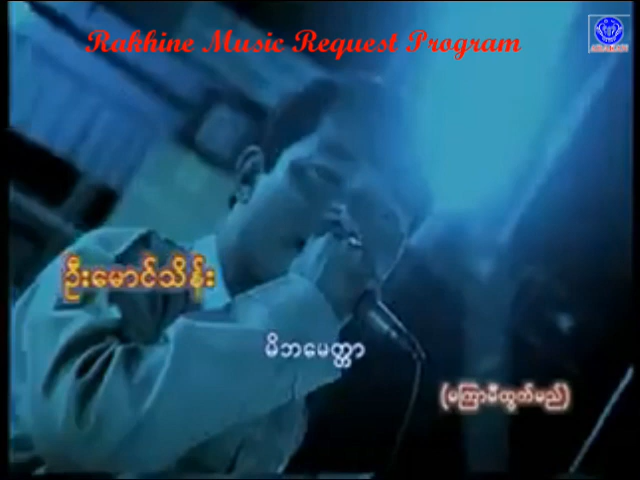 Rakhine Music Request Program
ဦးမောင်သိန်း
မိဘမေတ္တာ
(မကြာမီထွက်မည်)